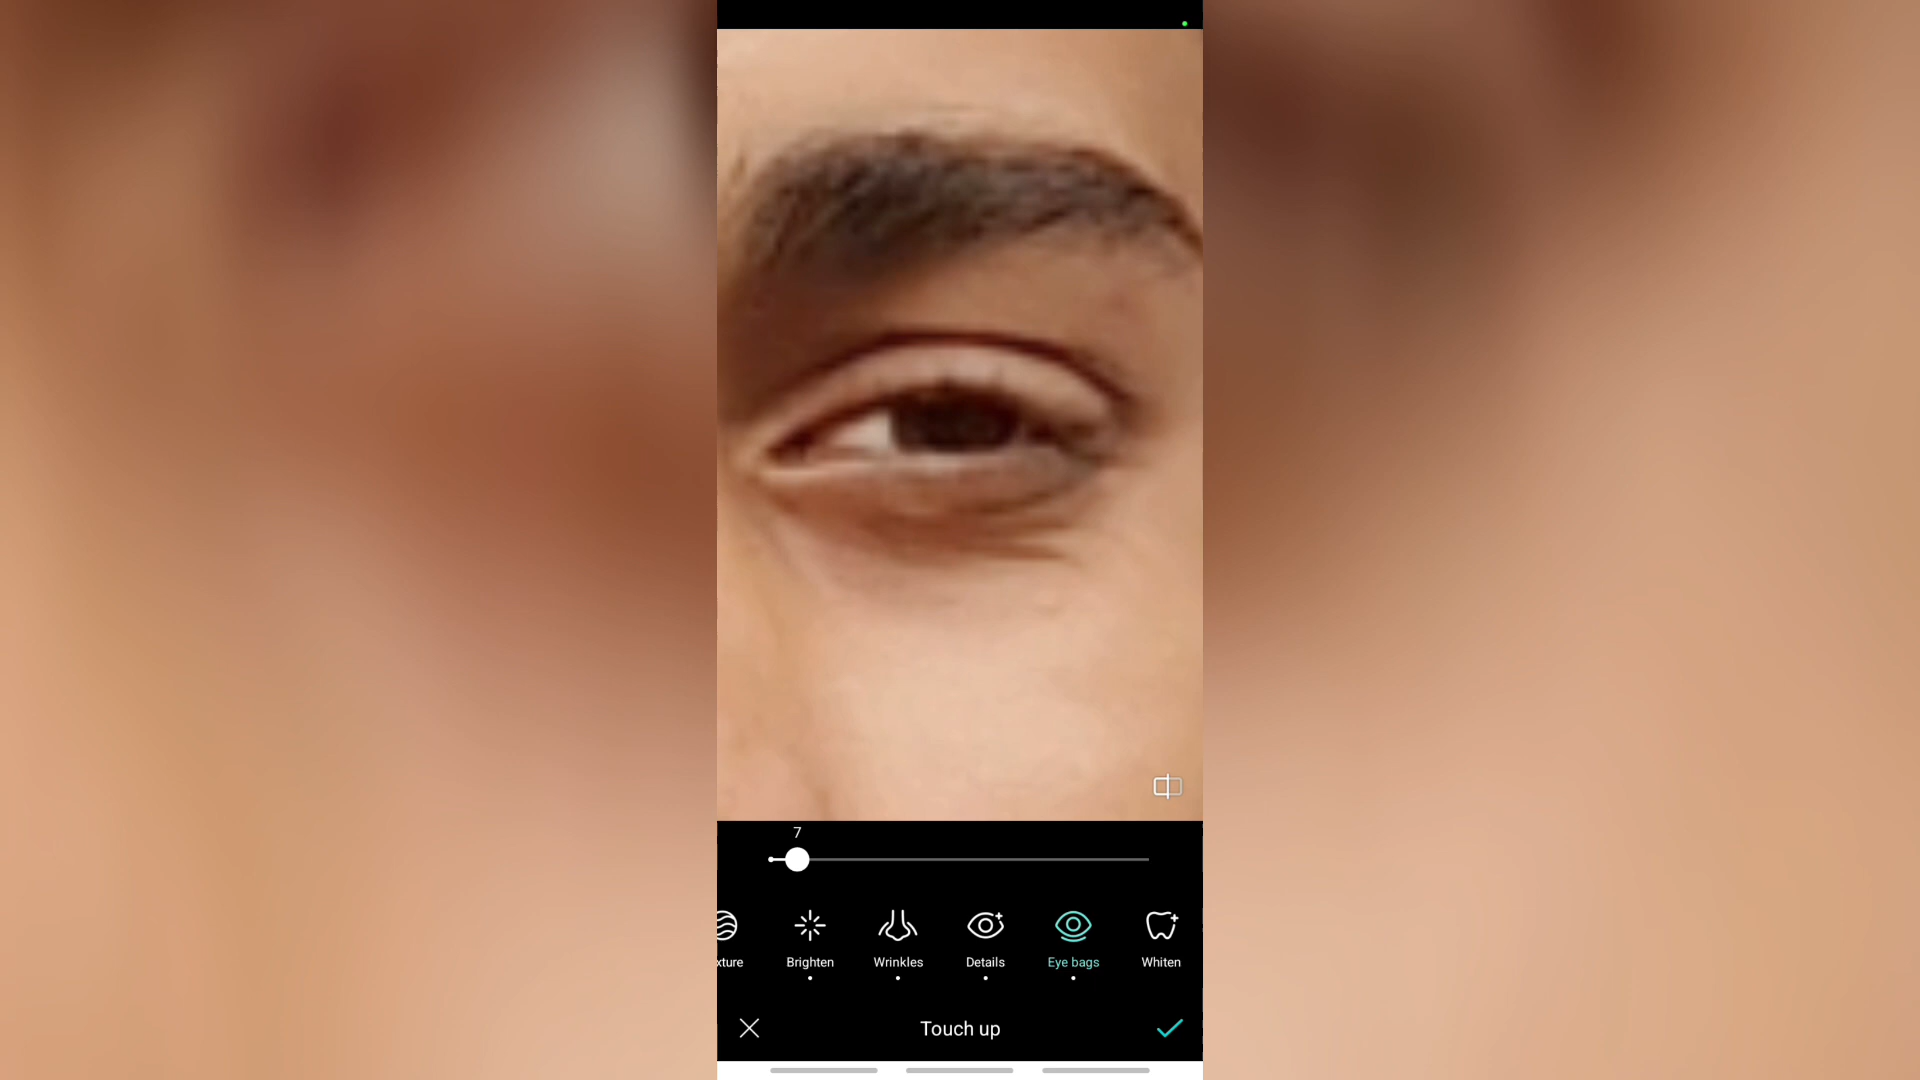 7
xture
Brighten
Wrinkles
Details
Eye bags
Whiten
Touch up